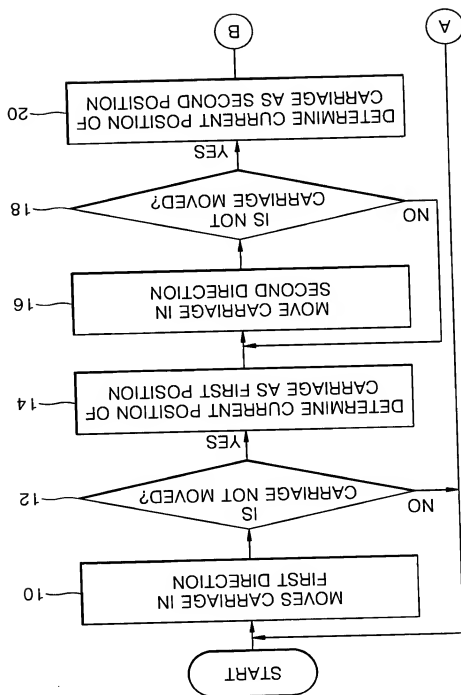 START
MOVES CARRIAGE IN
FIRST DIRECTION
10
IS
CARRIAGE NOT MOVED?
12
NO
YES
DETERMINE CURRENT POSITION OF
CARRIAGE AS FIRST POSITION
14
MOVE CARRIAGE IN
SECOND DIRECTION
16
IS NOT
CARRIAGE MOVED?
18
NO
YES
DETERMINE CURRENT POSITION OF
CARRIAGE AS SECOND POSITION
20
A
B